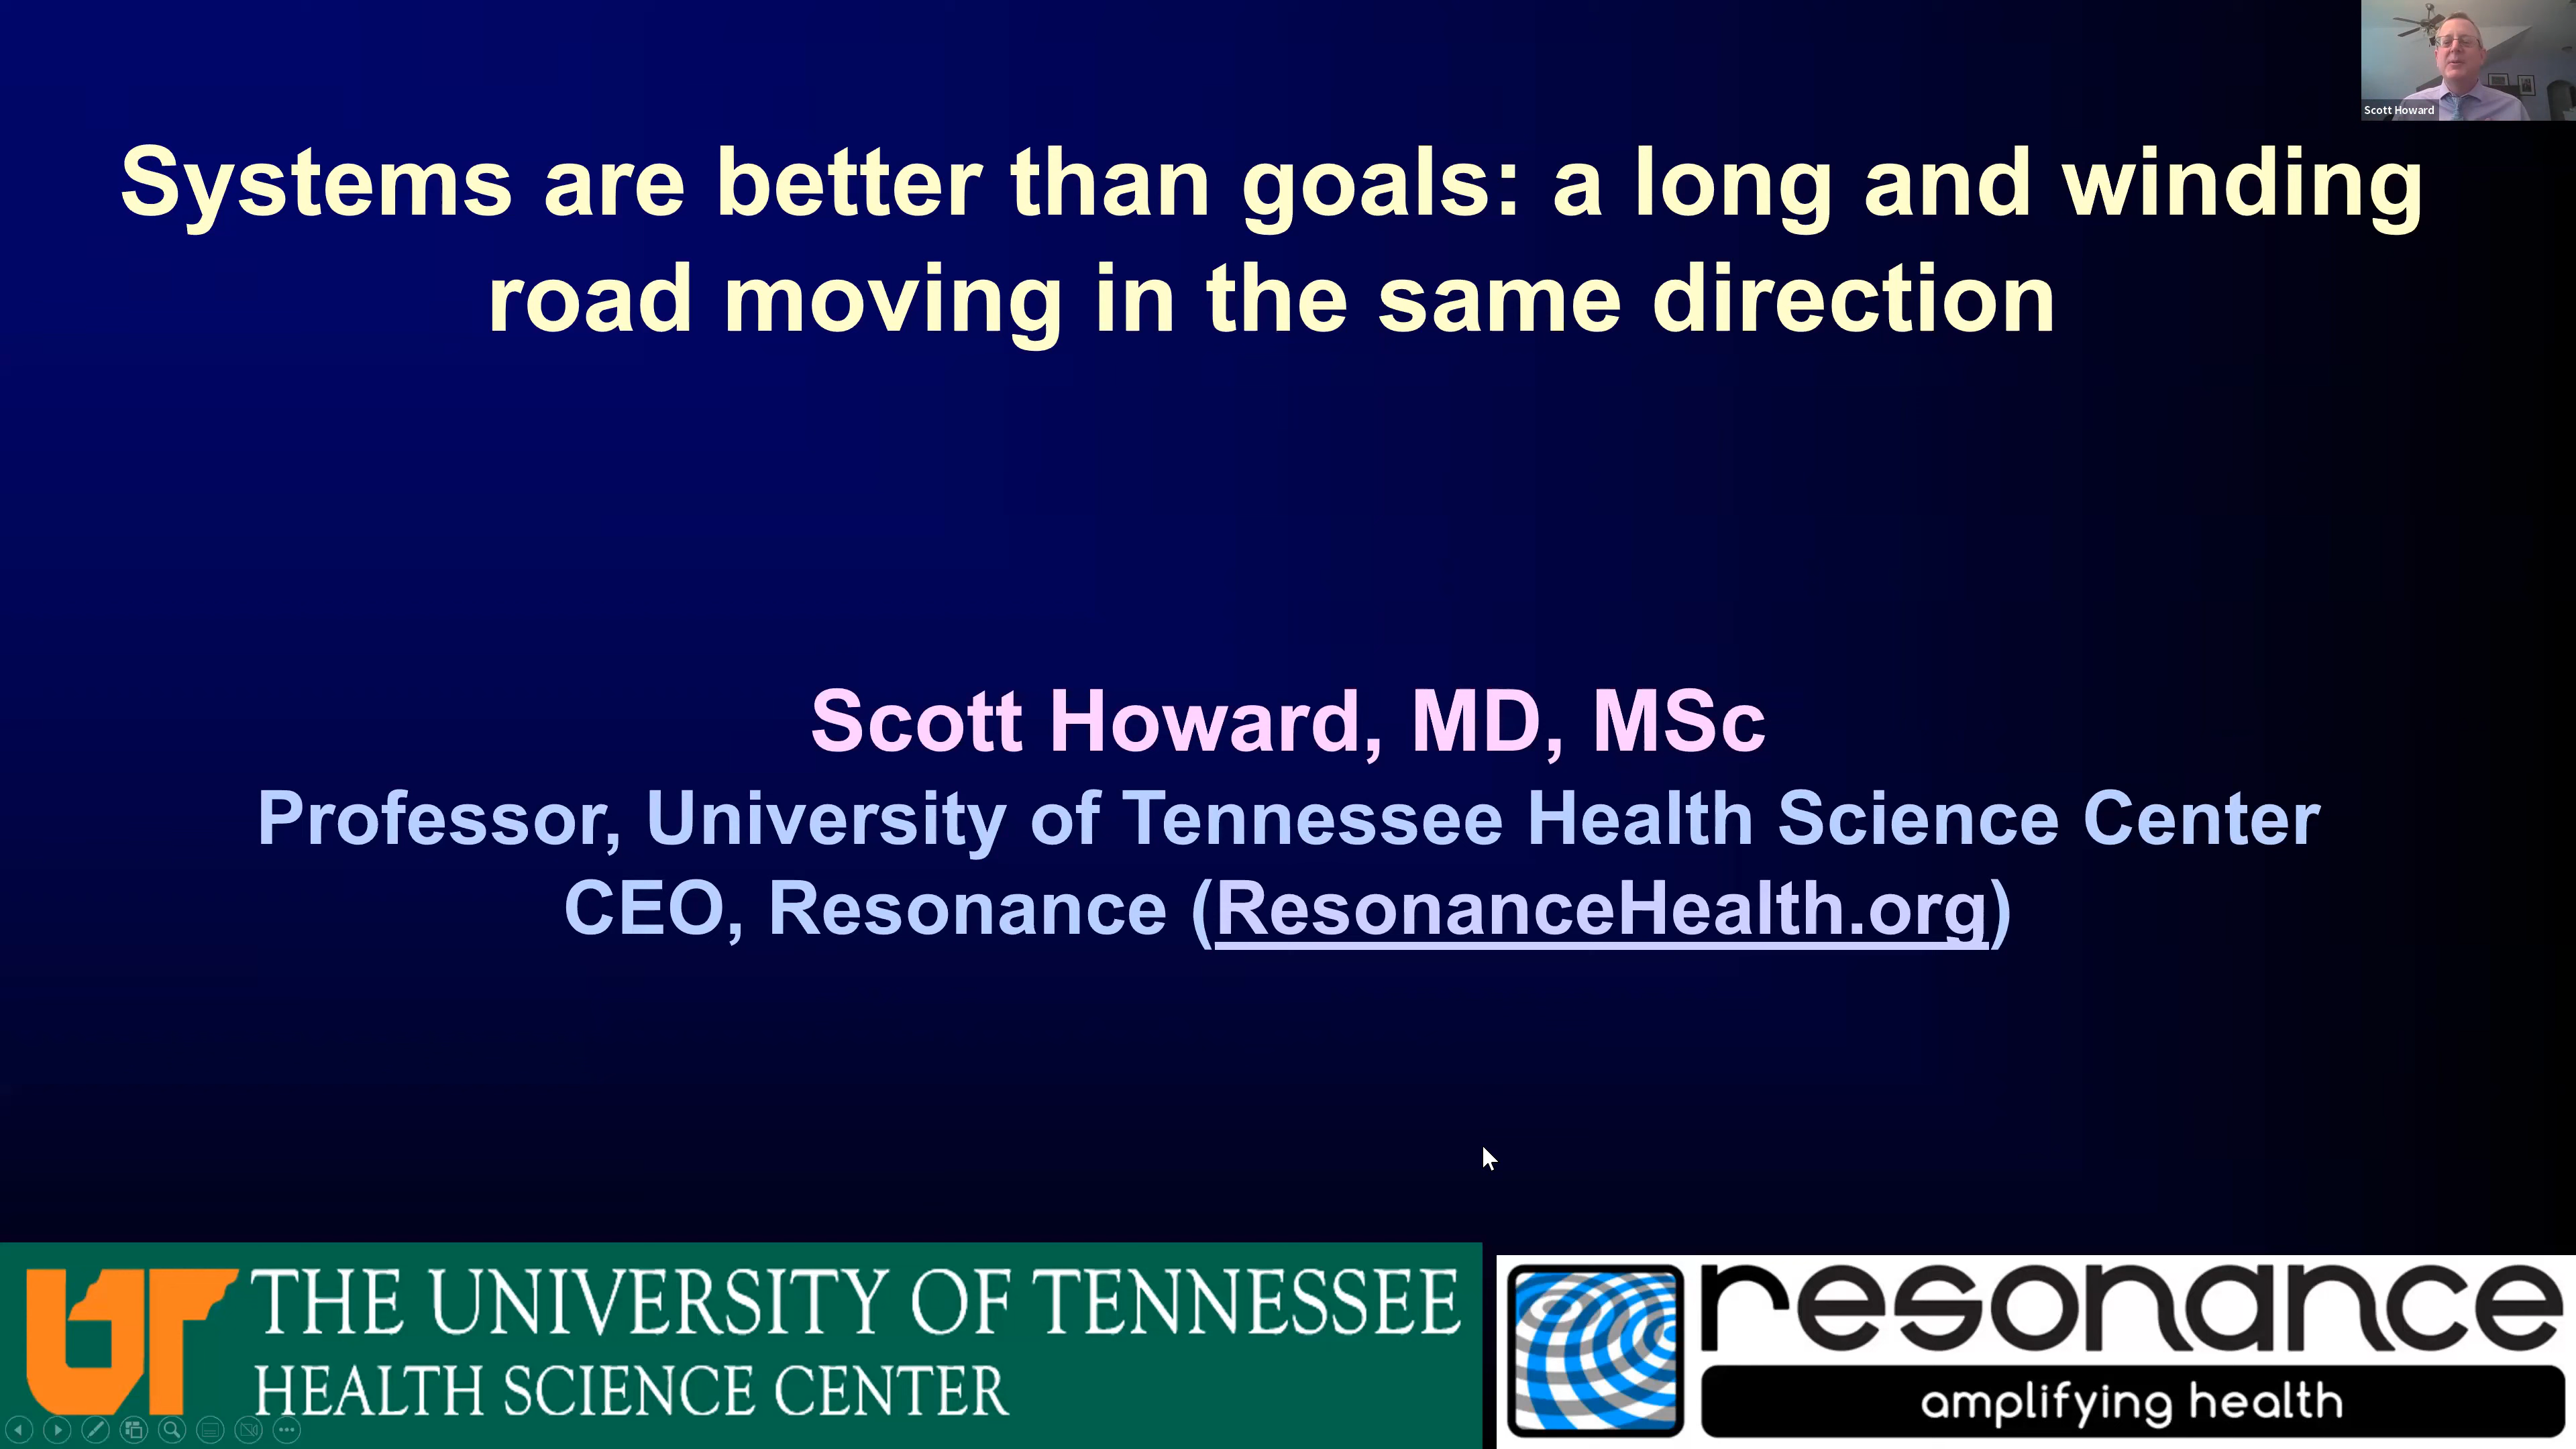 Scott Howard
Systems are better than goals: a long and winding
road moving in the same direction
Scott Howard, MD, MSc
Professor, University of Tennessee Health Science Center
CEO, Resonance (ResonanceHealth.org)
UT
THE UNIVERSITY OF TENNESSEE
HEALTH SCIENCE CENTER
resonance
amplifying health